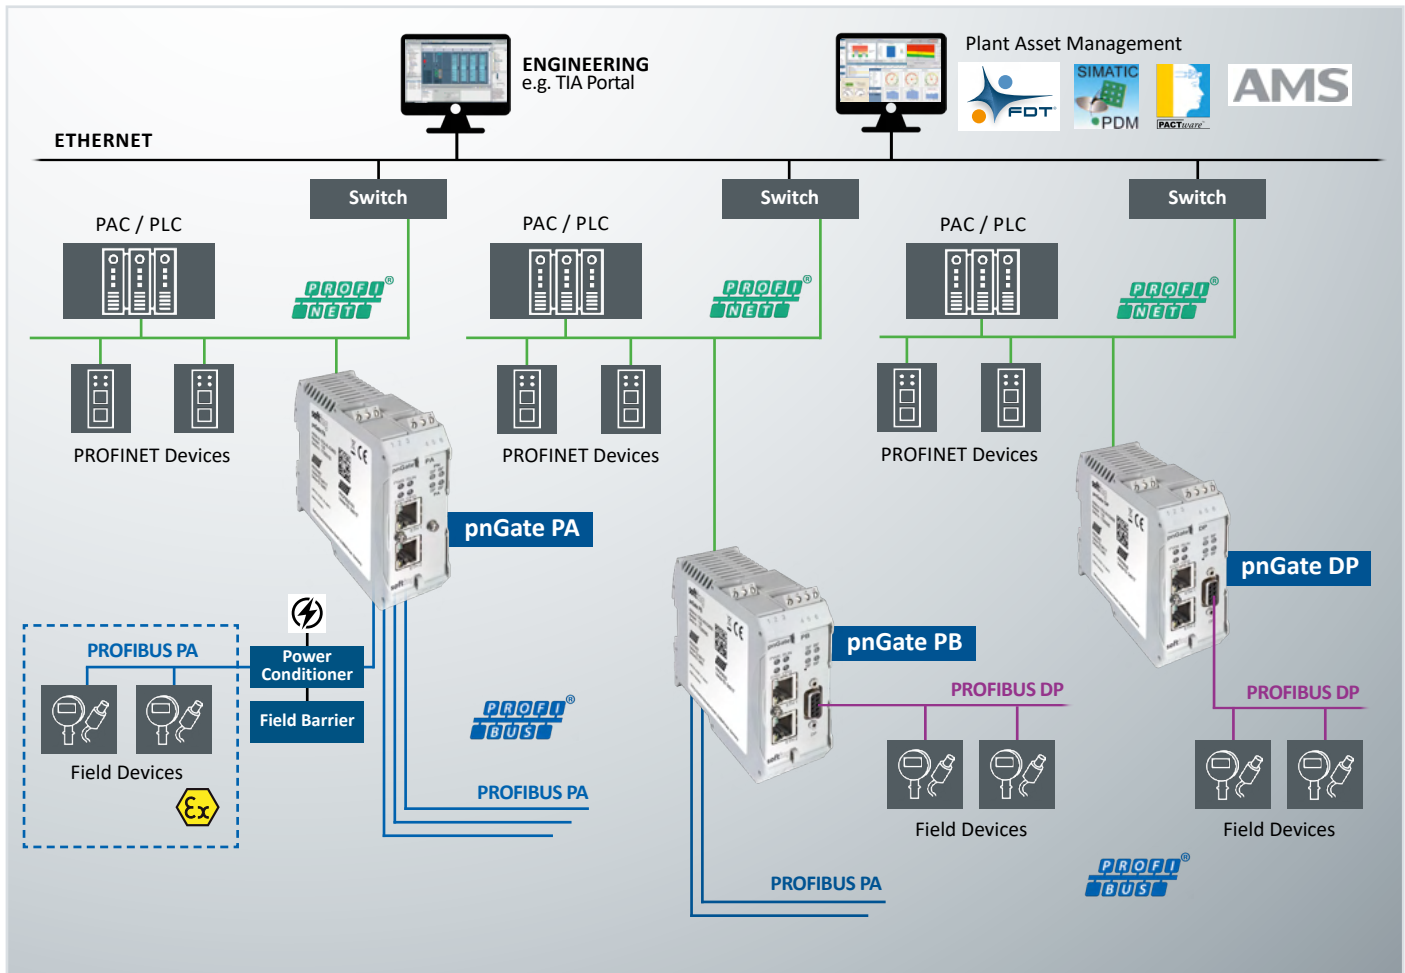 ENGINEERING
e.g. TIA Portal
Plant Asset Management
FDT
SIMATIC
PDM
PACTware
AMS
ETHERNET
Switch
Switch
Switch
PAC / PLC
PAC / PLC
PAC / PLC
PROFI®
NET
PROFI®
NET
PROFI®
NET
PROFINET Devices
PROFINET Devices
PROFINET Devices
pnGate PA
pnGate PB
pnGate DP
PROFIBUS PA
Power
Conditioner
Field Barrier
Field Devices
Ex
PROFI®
BUS
PROFIBUS PA
PROFIBUS DP
Field Devices
PROFIBUS DP
Field Devices
PROFIBUS PA
PROFI®
BUS